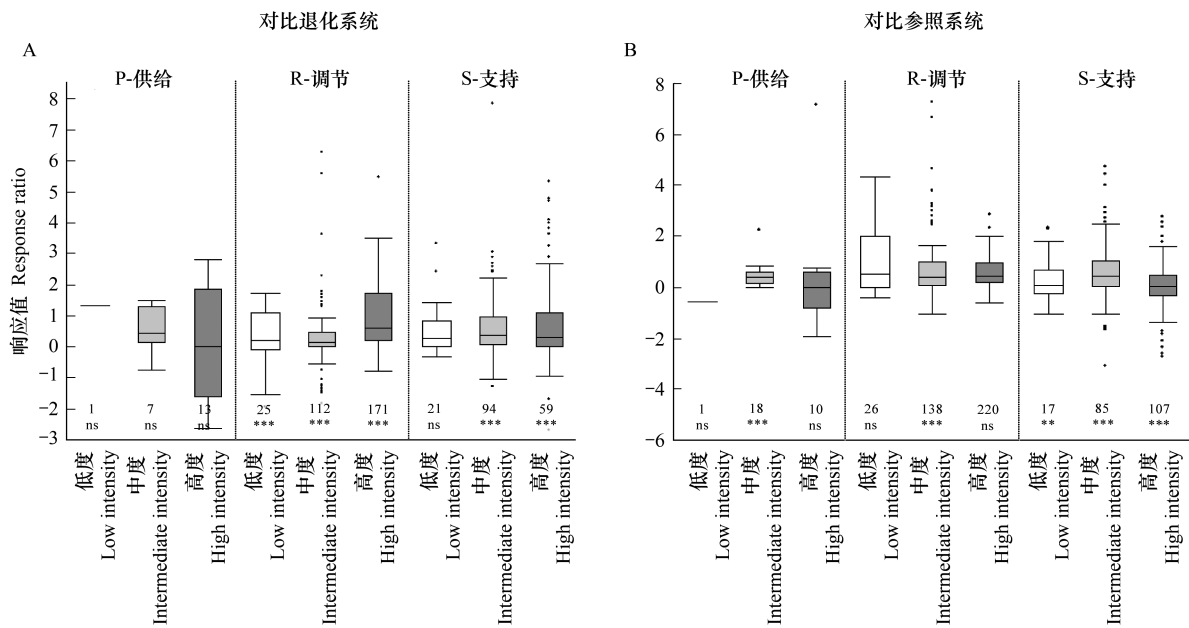 对比退化系统
A
P-供给 R-调节 S-支持
响应值 Response ratio
8
7
6
5
4
3
2
1
0
−1
−2
−3
1 7 13 25 112 171 21 94 59
ns ns ns *** *** *** ns *** ***
低度 Low intensity
中度 Intermediate intensity
高度 High intensity
低度 Low intensity
中度 Intermediate intensity
高度 High intensity
低度 Low intensity
中度 Intermediate intensity
高度 High intensity
对比参照系统
B
P-供给 R-调节 S-支持
8
6
4
2
0
−2
−4
−6
1 18 10 26 138 220 17 85 107
ns *** ns ns *** ns ** *** ***
低度 Low intensity
中度 Intermediate intensity
高度 High intensity
低度 Low intensity
中度 Intermediate intensity
高度 High intensity
低度 Low intensity
中度 Intermediate intensity
高度 High intensity